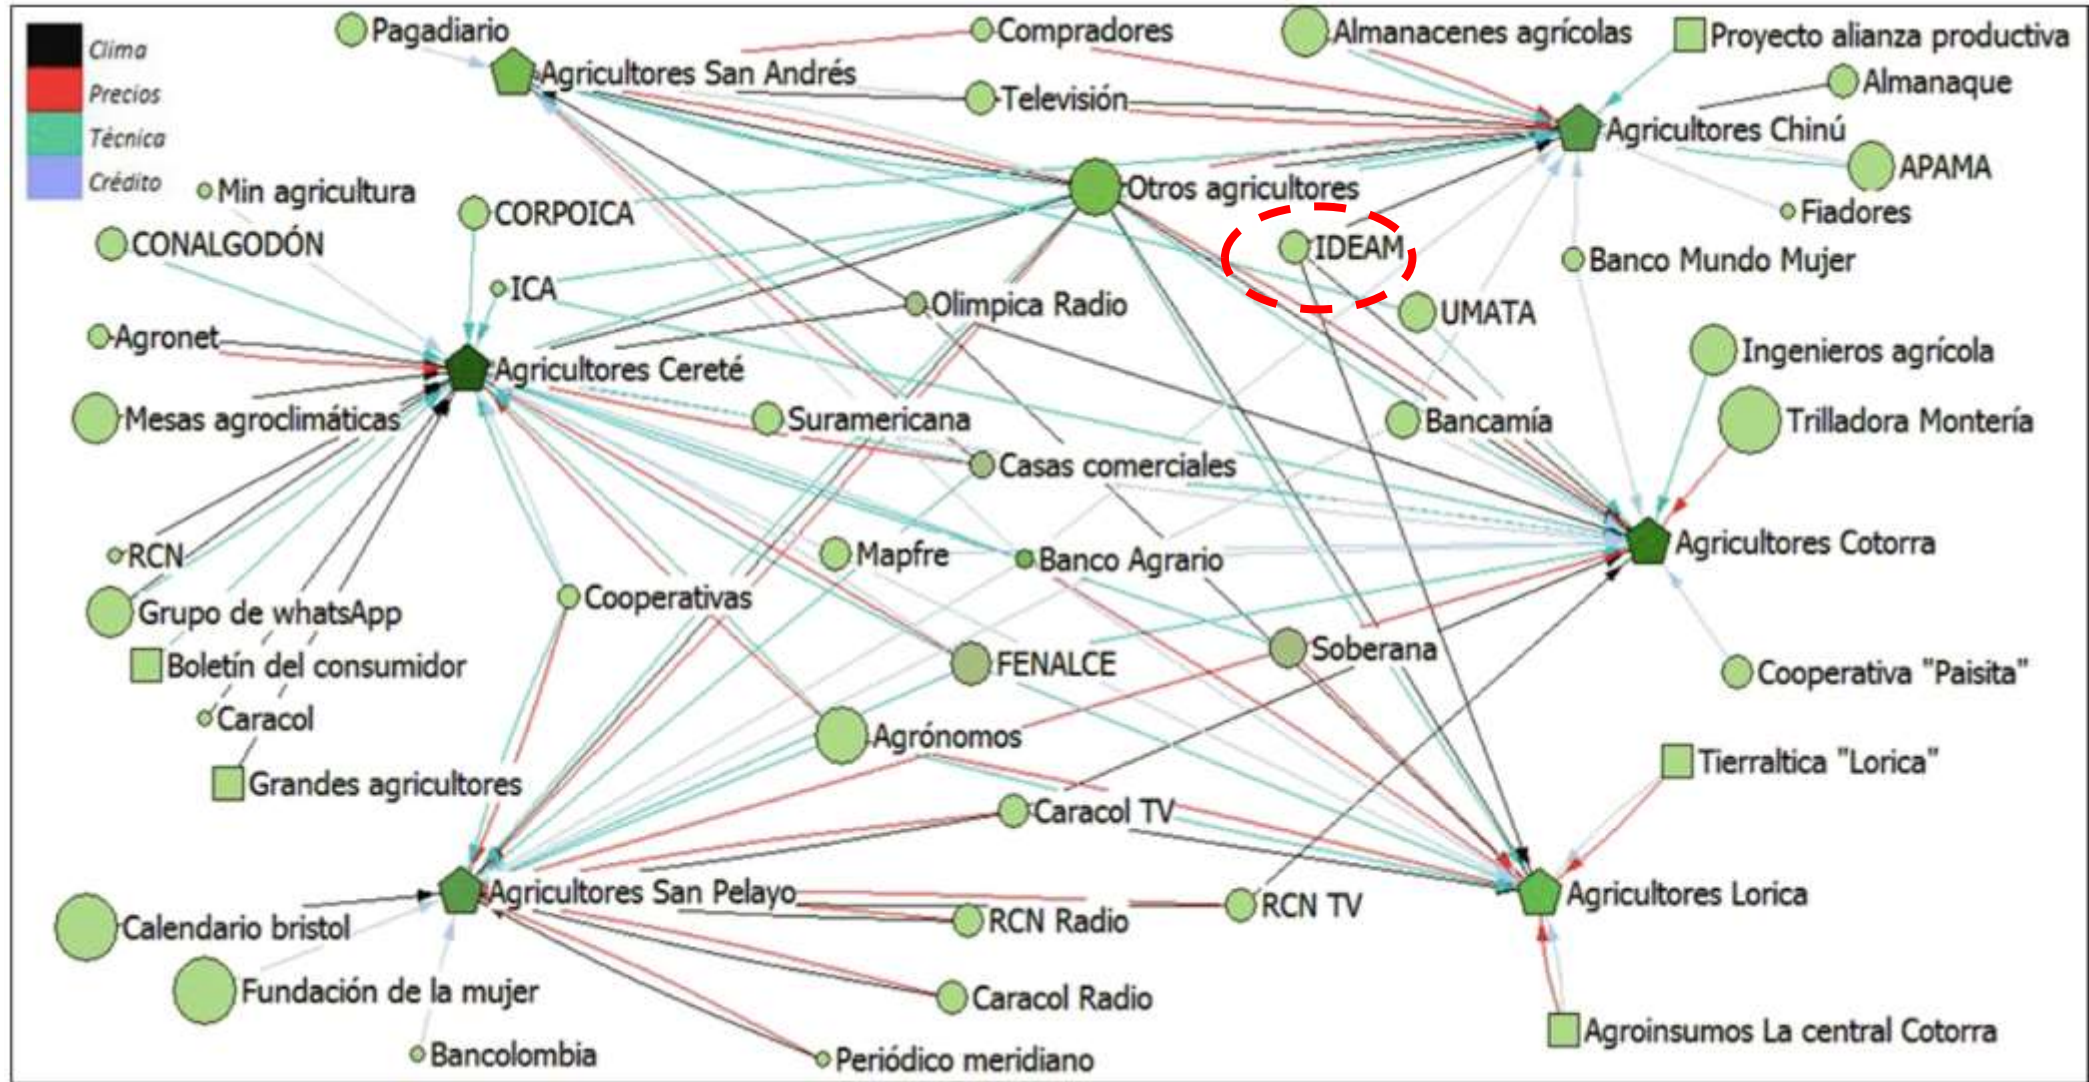 Clima
Precios
Técnica
Crédito
Pagadiario
Compradores
Almanacenes agrícolas
Proyecto alianza productiva
Agricultores San Andrés
Televisión
Almanaque
Agricultores Chinú
APAMA
Min agricultura
CORPOICA
Otros agricultores
Fiadores
CONALGODÓN
IDEAM
Banco Mundo Mujer
ICA
Olimpica Radio
UMATA
Agronet
Ingenieros agrícola
Agricultores Cereté
Mesas agroclimáticas
Suramericana
Bancamía
Trilladora Montería
Casas comerciales
RCN
Mapfre
Banco Agrario
Agricultores Cotorra
Grupo de whatsApp
Cooperativas
Boletín del consumidor
FENALCE
Soberana
Cooperativa "Paisita"
Caracol
Agrónomos
Grandes agricultores
Tierraltica "Lorica"
Caracol TV
Agricultores San Pelayo
Agricultores Lorica
Calendario bristol
RCN Radio
RCN TV
Fundación de la mujer
Caracol Radio
Agroinsumos La central Cotorra
Bancolombia
Periódico meridiano